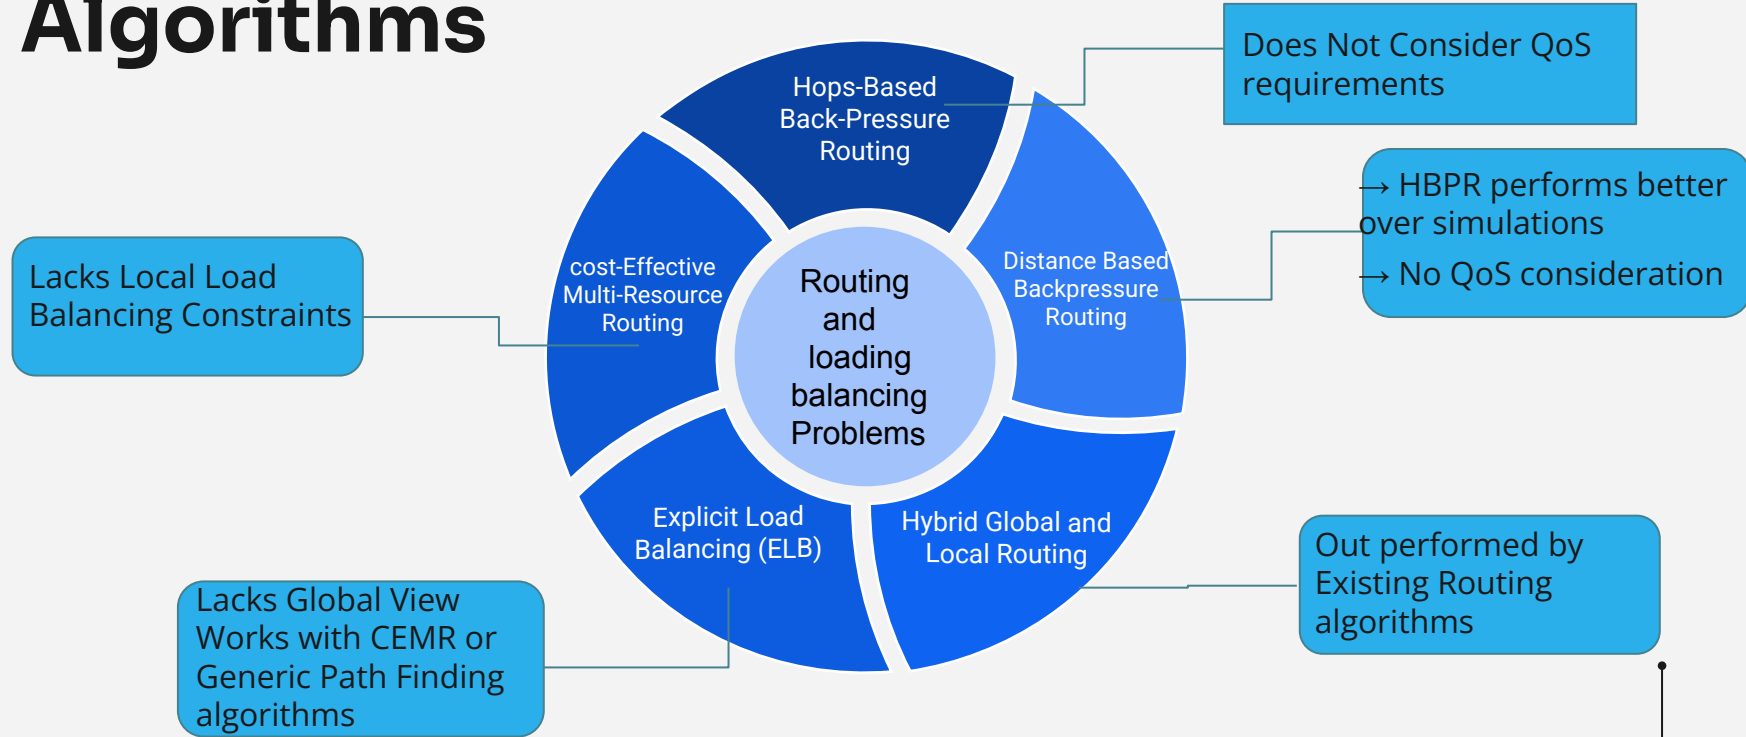 Algorithms
Does Not Consider QoS
requirements
Hops-Based
Back-Pressure
Routing
→ HBPR performs better
over simulations
→ No QoS consideration
Distance Based
Backpressure
Routing
Lacks Local Load
Balancing Constraints
cost-Effective
Multi-Resource
Routing
Routing
and
loading
balancing
Problems
Explicit Load
Balancing (ELB)
Hybrid Global and
Local Routing
Out performed by
Existing Routing
algorithms
Lacks Global View
Works with CEMR or
Generic Path Finding
algorithms